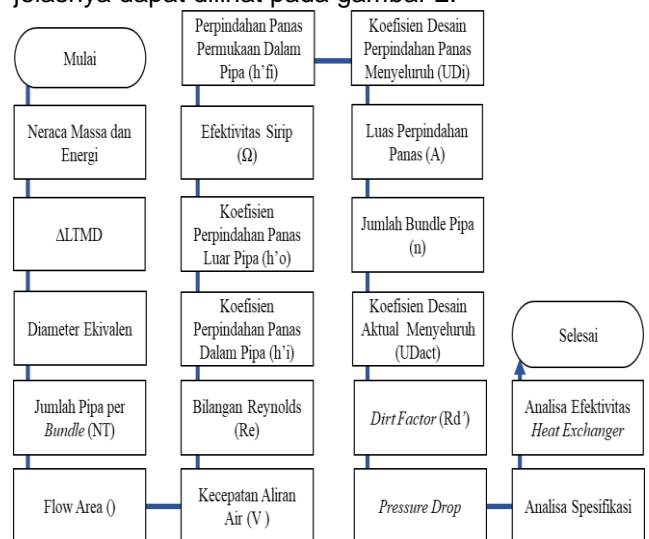 jelasnya dapat dilihat pada gambar 2.
Mulai
Neraca Massa dan
Energi
ΔLTMD
Diameter Ekivalen
Jumlah Pipa per
Bundle (NT)
Flow Area ()
Kecepatan Aliran
Air (V )
Bilangan Reynolds
(Re)
Koefisien
Perpindahan Panas
Dalam Pipa (h'i)
Koefisien
Perpindahan Panas
Luar Pipa (h'o)
Efektivitas Sirip
(Ω)
Perpindahan Panas
Permukaan Dalam
Pipa (h'fi)
Koefisien Desain
Perpindahan Panas
Menyeluruh (UDi)
Luas Perpindahan
Panas (A)
Jumlah Bundle Pipa
(n)
Koefisien Desain
Aktual Menyeluruh
(UDact)
Dirt Factor (Rd')
Pressure Drop
Analisa Spesifikasi
Analisa Efektivitas
Heat Exchanger
Selesai